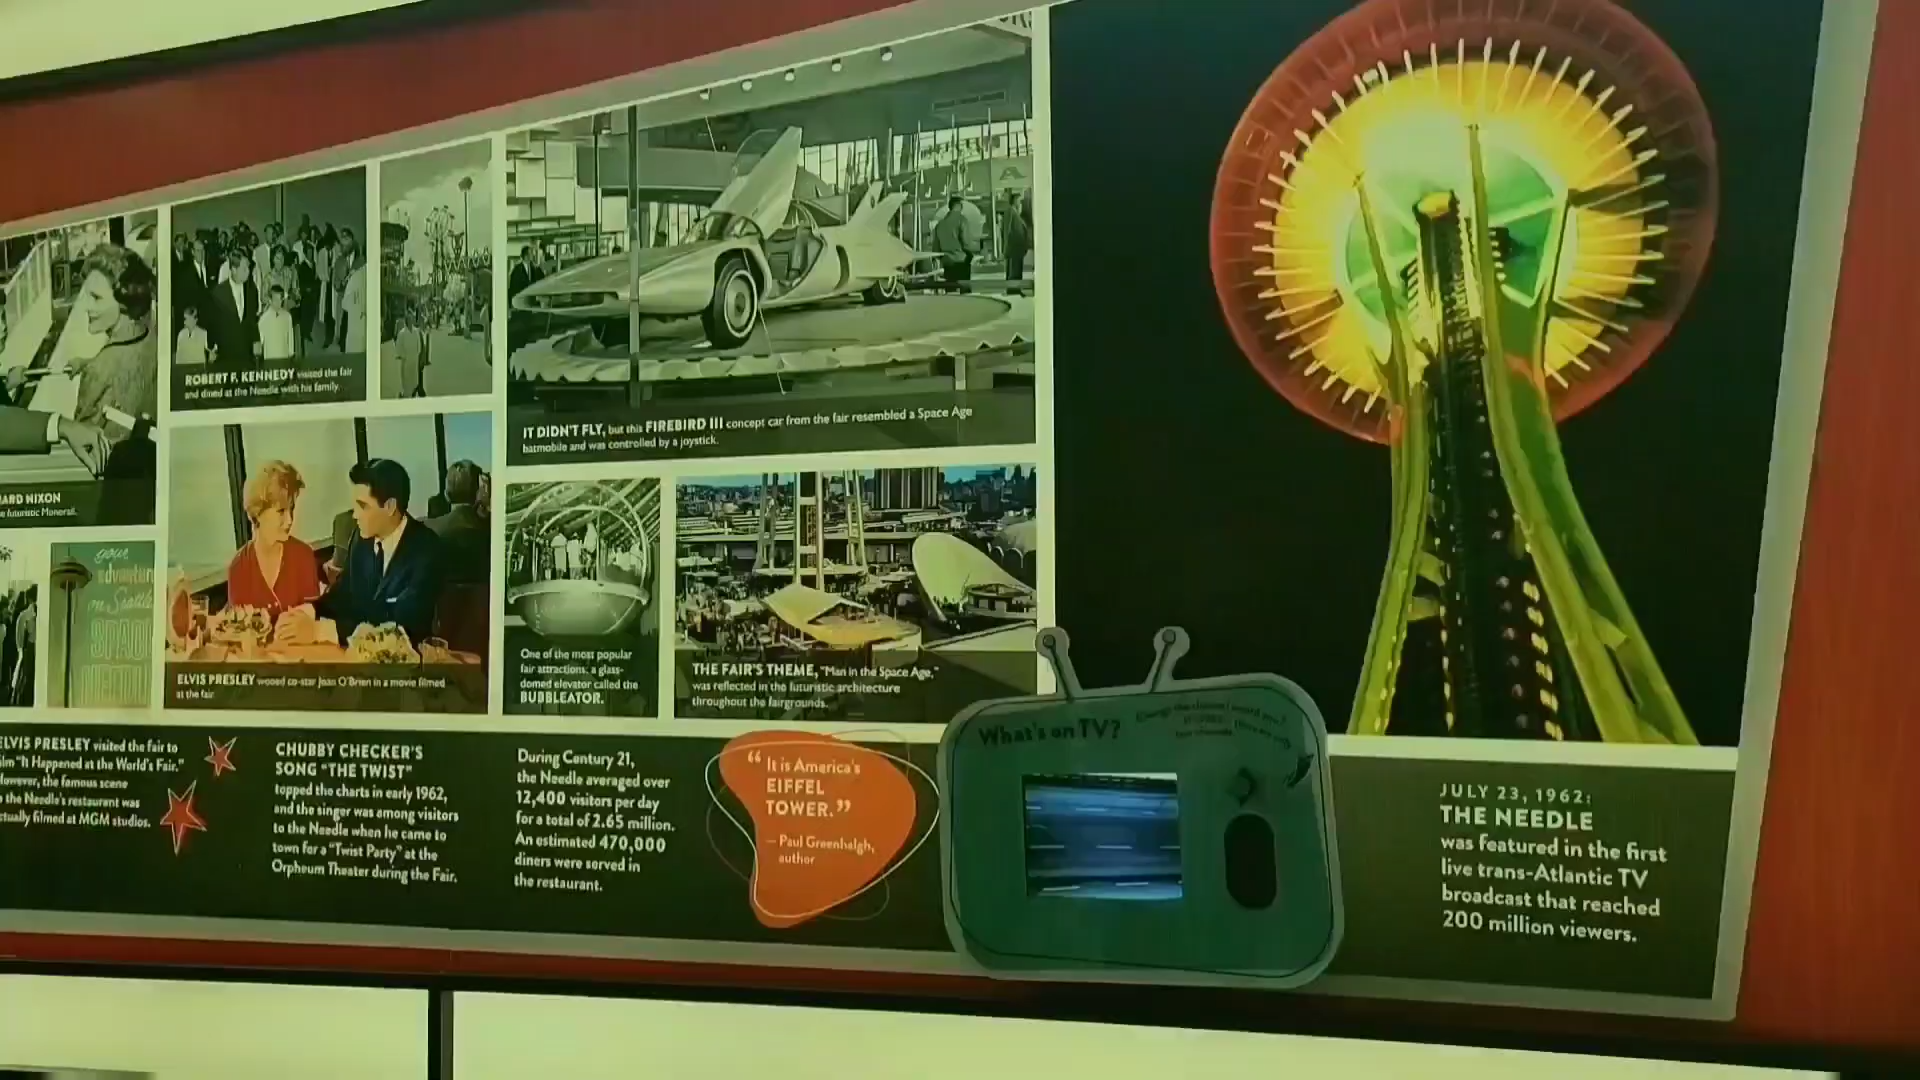 ARD NIXON
futuristic Monorail.
ROBERT F. KENNEDY visited the fair
and dined at the Needle with his family.
IT DIDN'T FLY, but this FIREBIRD III concept car from the fair resembled a Space Age
batmobile and was controlled by a joystick.
your
adventure
on Seattle's
SPACE
NEEDLE
ELVIS PRESLEY wooed co-star Joan O'Brien in a movie filmed
at the fair.
One of the most popular
fair attractions: a glass-
domed elevator called the
BUBBLEATOR.
THE FAIR'S THEME, "Man in the Space Age,"
was reflected in the futuristic architecture
throughout the fairgrounds.
ELVIS PRESLEY visited the fair to
film "It Happened at the World's Fair."
However, the famous scene
the Needle's restaurant was
actually filmed at MGM studios.
CHUBBY CHECKER'S
SONG "THE TWIST"
topped the charts in early 1962,
and the singer was among visitors
to the Needle when he came to
town for a "Twist Party" at the
Orpheum Theater during the Fair.
During Century 21,
the Needle averaged over
12,400 visitors per day
for a total of 2.65 million.
An estimated 470,000
diners were served in
the restaurant.
"It is America's
EIFFEL
TOWER."
— Paul Greenhalgh,
author
What's on TV?
JULY 23, 1962:
THE NEEDLE
was featured in the first
live trans-Atlantic TV
broadcast that reached
200 million viewers.